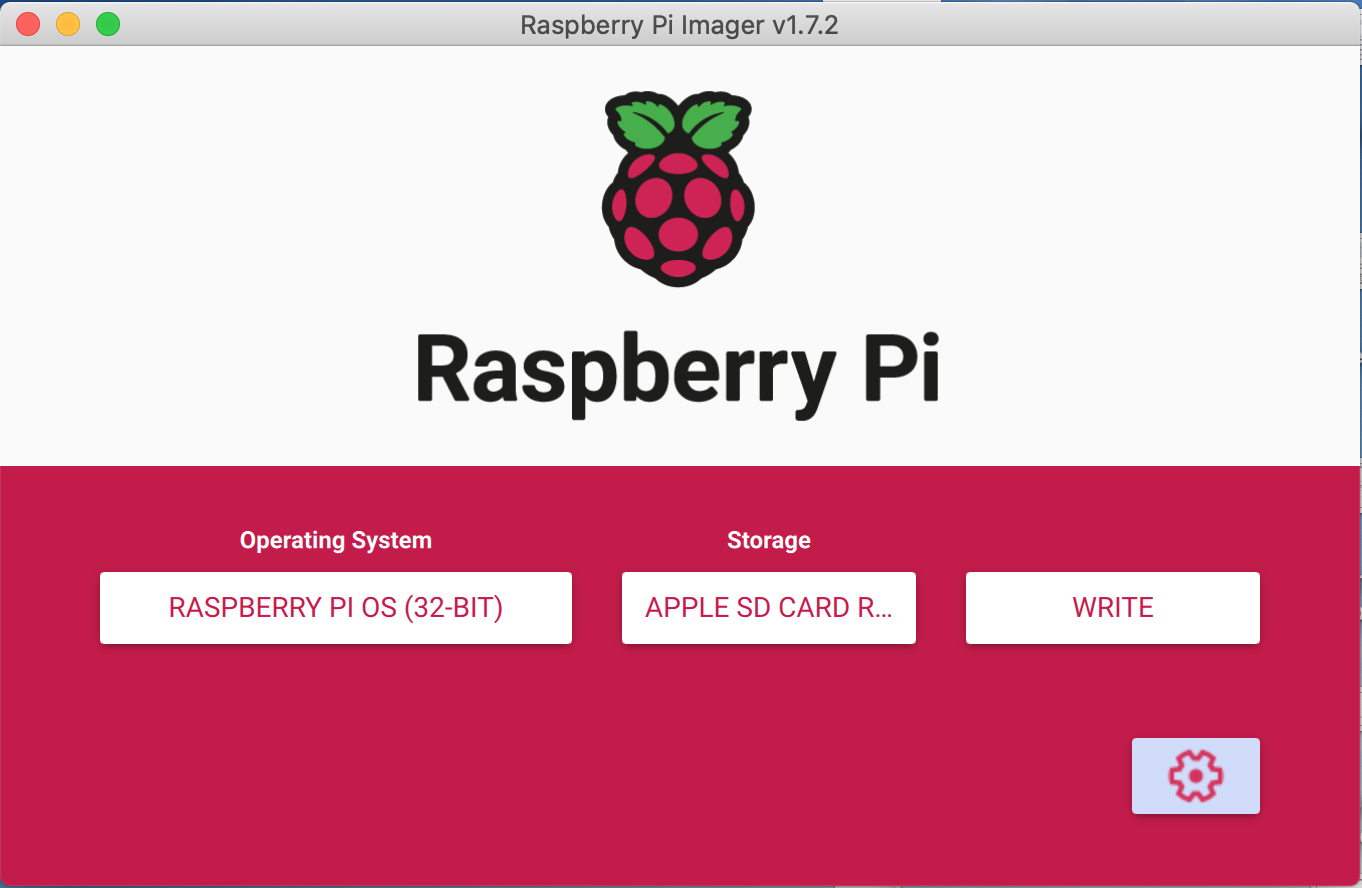 Raspberry Pi Imager v1.7.2
Raspberry Pi
Operating System
Storage
RASPBERRY PI OS (32-BIT)
APPLE SD CARD R...
WRITE